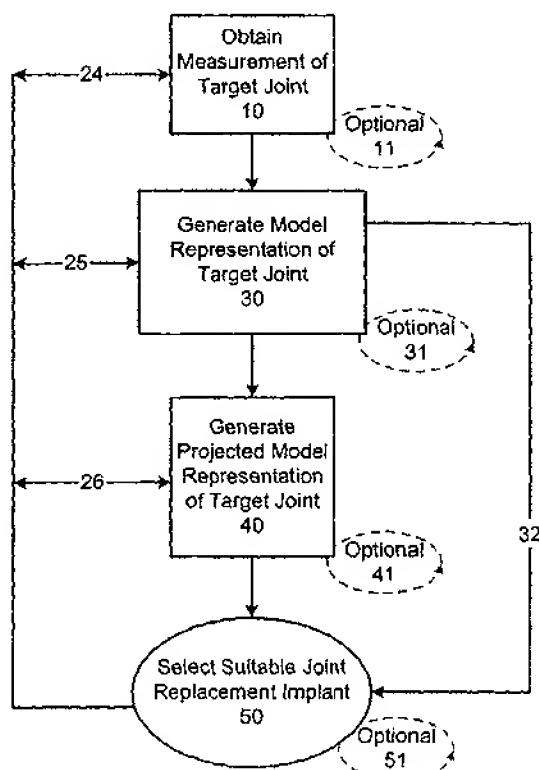 Obtain
Measurement of
Target Joint
10
24
Optional
11
Generate Model
Representation of
Target Joint
30
25
Optional
31
Generate
Projected Model
Representation
of Target Joint
40
26
Optional
41
32
Select Suitable Joint
Replacement Implant
50
Optional
51